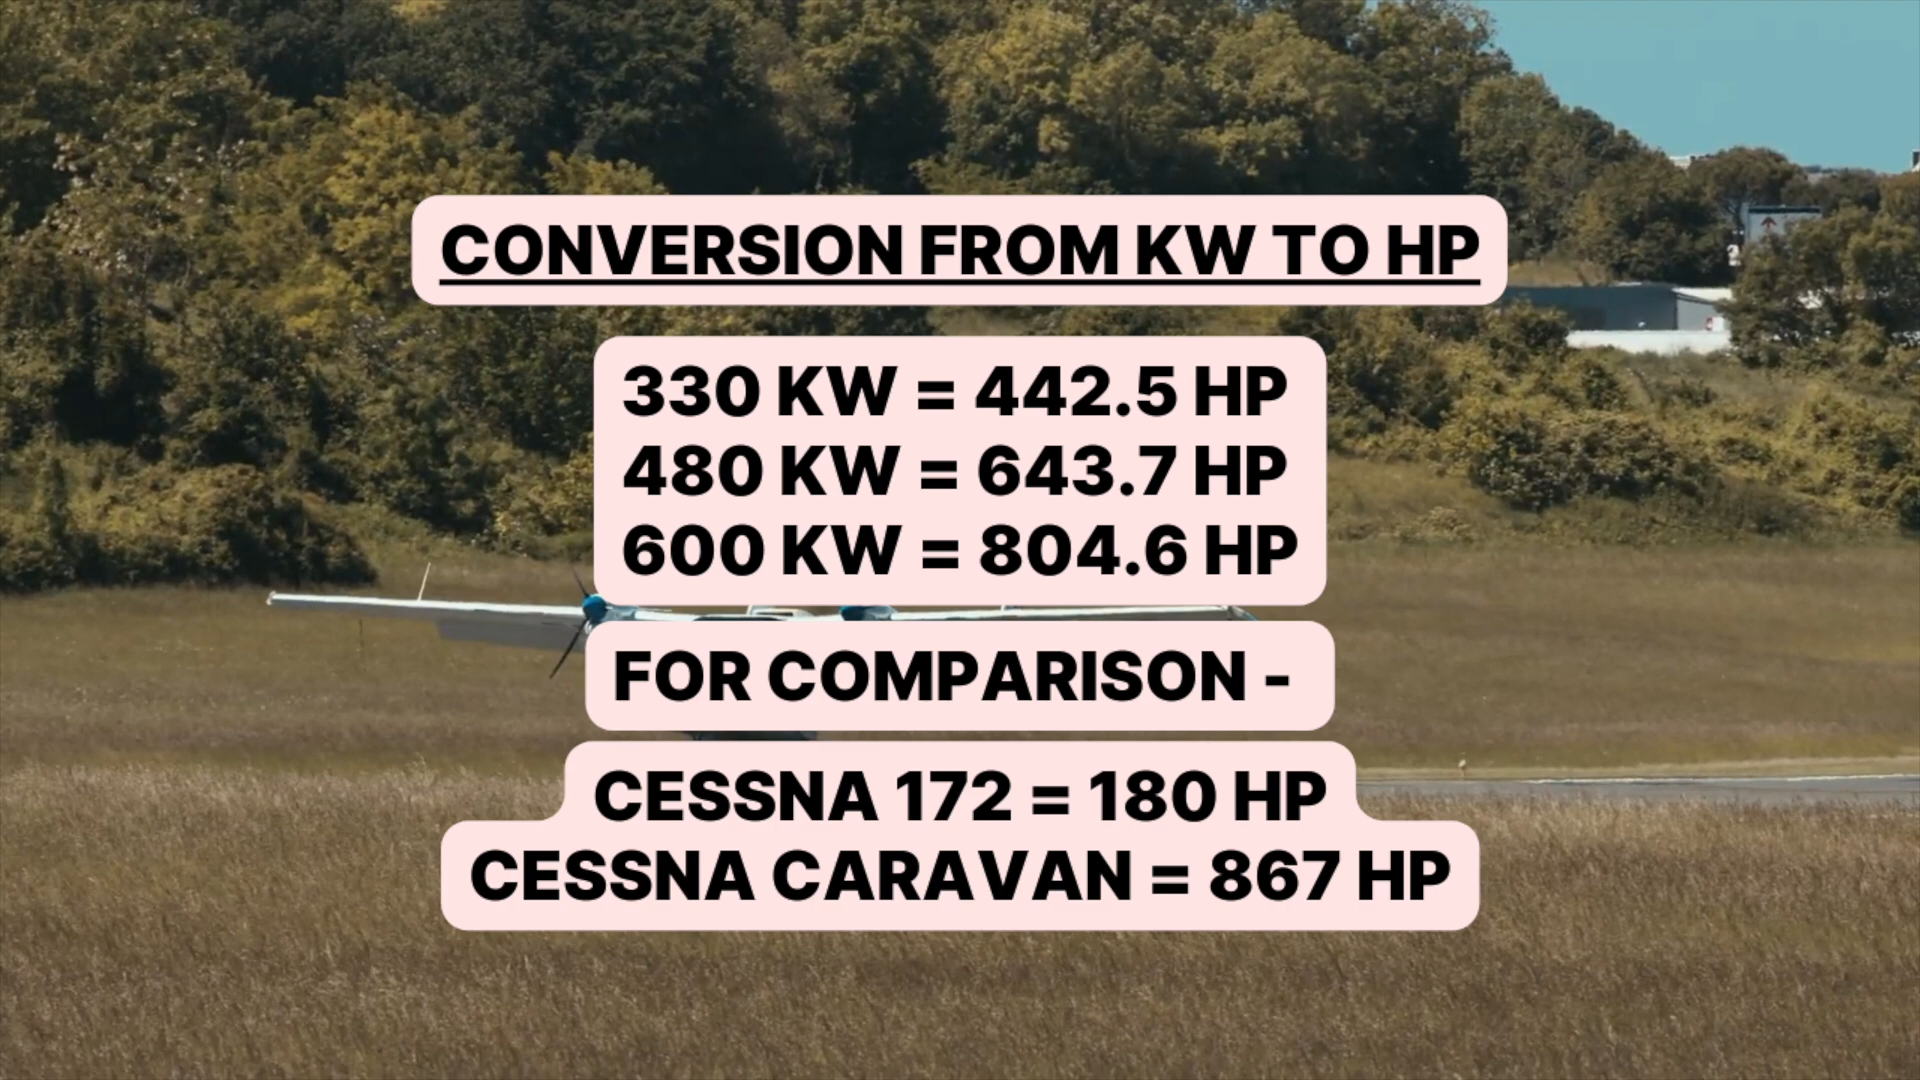 CONVERSION FROM KW TO HP
330 KW = 442.5 HP
480 KW = 643.7 HP
600 KW = 804.6 HP
FOR COMPARISON -
CESSNA 172 = 180 HP
CESSNA CARAVAN = 867 HP